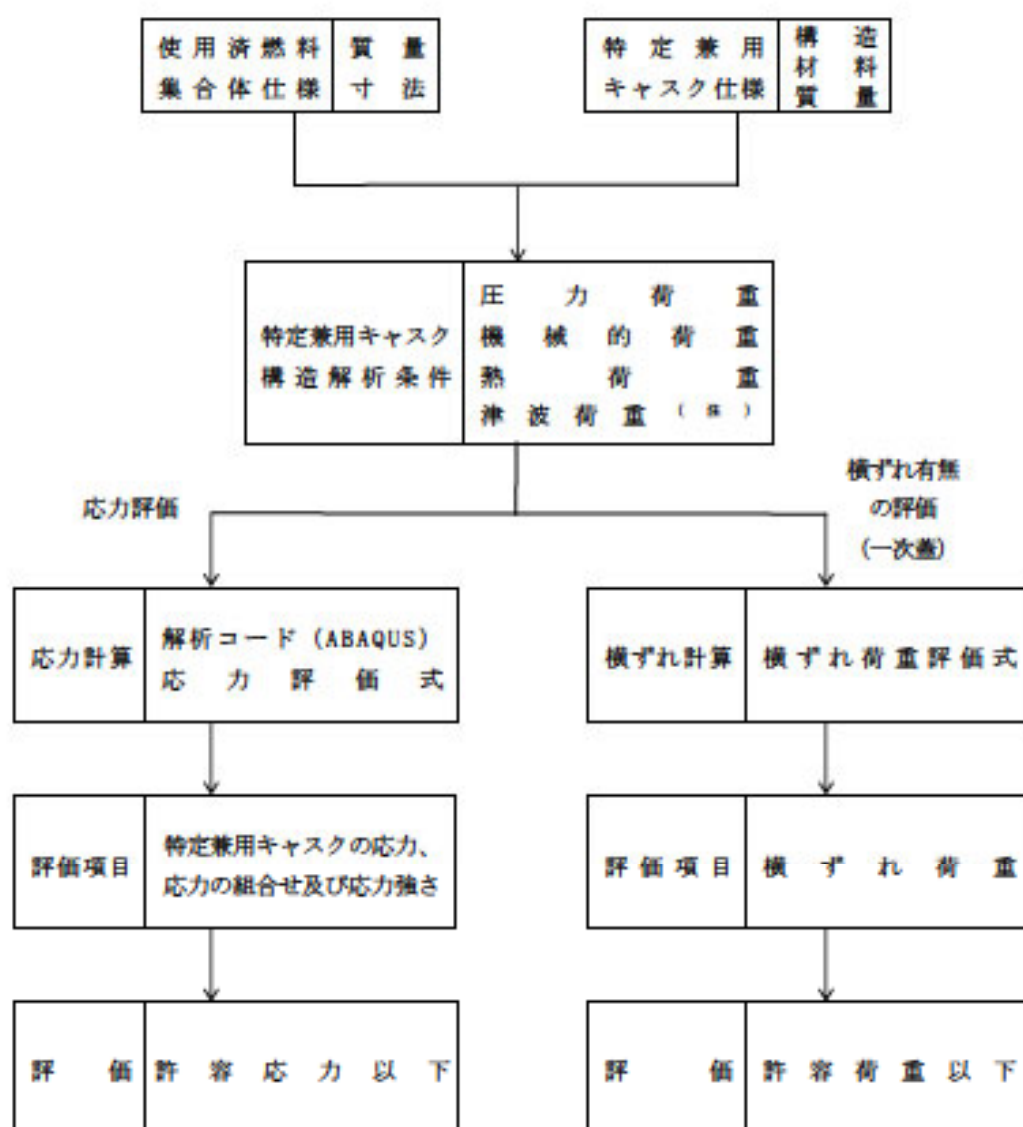 使用済燃料
集合体仕様
質量
寸法
特定兼用
キャスク仕様
構造
材料
質量
特定兼用キャスク
構造解析条件
圧力荷重
機械的荷重
熱荷重
津波荷重
応力評価
横ずれ有無
の評価
(一次蓋)
応力計算
解析コード (ABAQUS)
応力評価式
横ずれ計算
横ずれ荷重評価式
評価項目
特定兼用キャスクの応力、
応力の組合せ及び応力強さ
評価項目
横ずれ荷重
評価
許容応力以下
評価
許容荷重以下